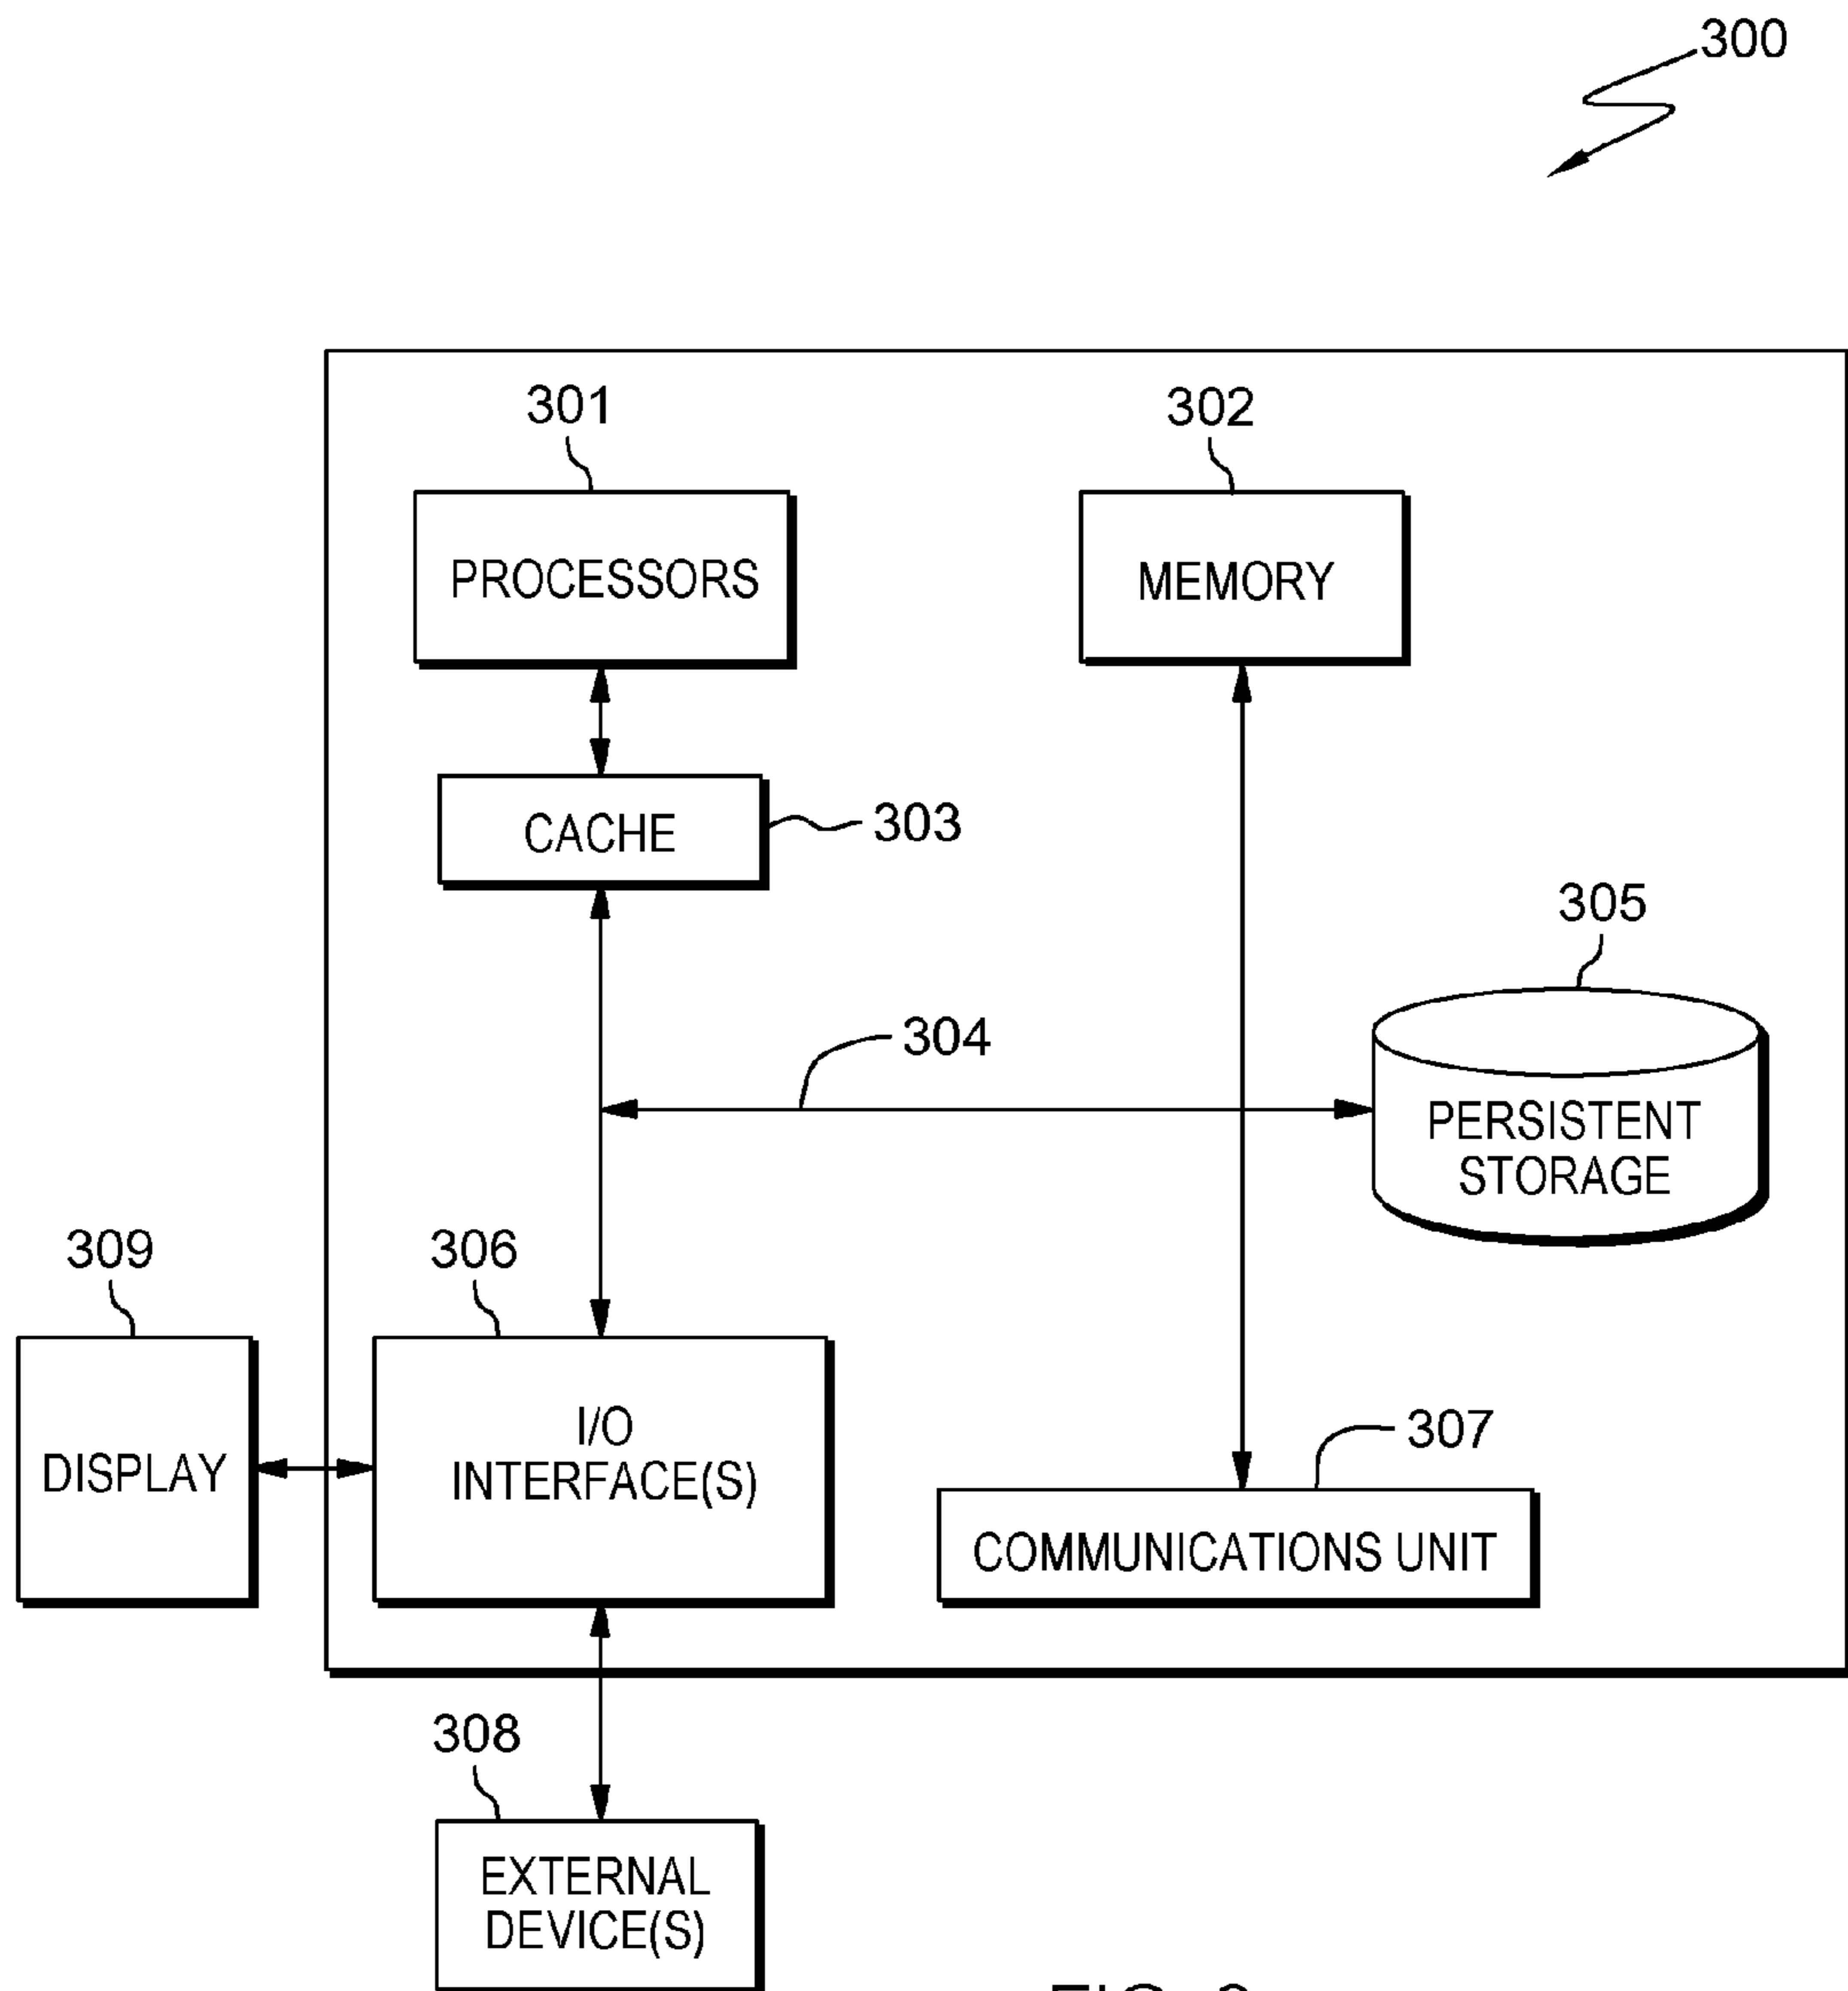 300
301
302
PROCESSORS
MEMORY
CACHE
303
305
304
PERSISTENT
STORAGE
309
306
I/O
INTERFACE(S)
DISPLAY
307
COMMUNICATIONS UNIT
308
EXTERNAL
DEVICE(S)
FIG.